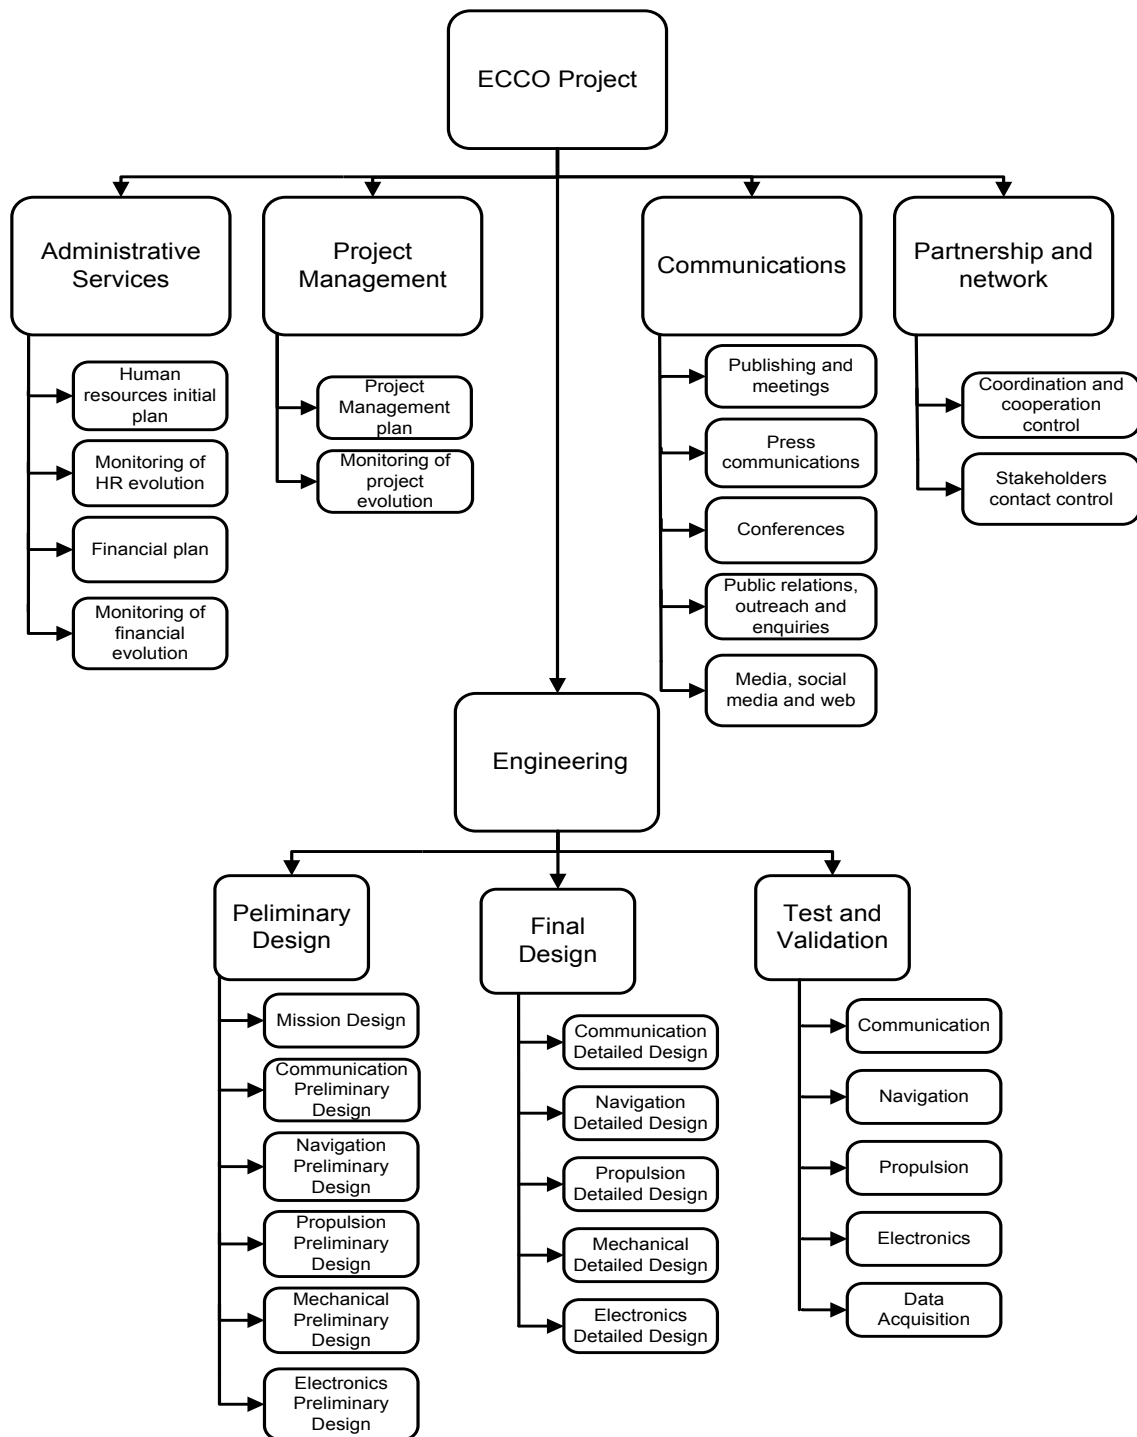 ECCO Project
Administrative
Services
Project
Management
Communications
Partnership and
network
Human
resources initial
plan
Monitoring of
HR evolution
Financial plan
Monitoring of
financial
evolution
Project
Management
plan
Monitoring of
project
evolution
Publishing and
meetings
Press
communications
Conferences
Public relations,
outreach and
enquiries
Media, social
media and web
Coordination and
cooperation
control
Stakeholders
contact control
Engineering
Peliminary
Design
Final
Design
Test and
Validation
Mission Design
Communication
Preliminary
Design
Navigation
Preliminary
Design
Propulsion
Preliminary
Design
Mechanical
Preliminary
Design
Electronics
Preliminary
Design
Communication
Detailed Design
Navigation
Detailed Design
Propulsion
Detailed Design
Mechanical
Detailed Design
Electronics
Detailed Design
Communication
Navigation
Propulsion
Electronics
Data
Acquisition